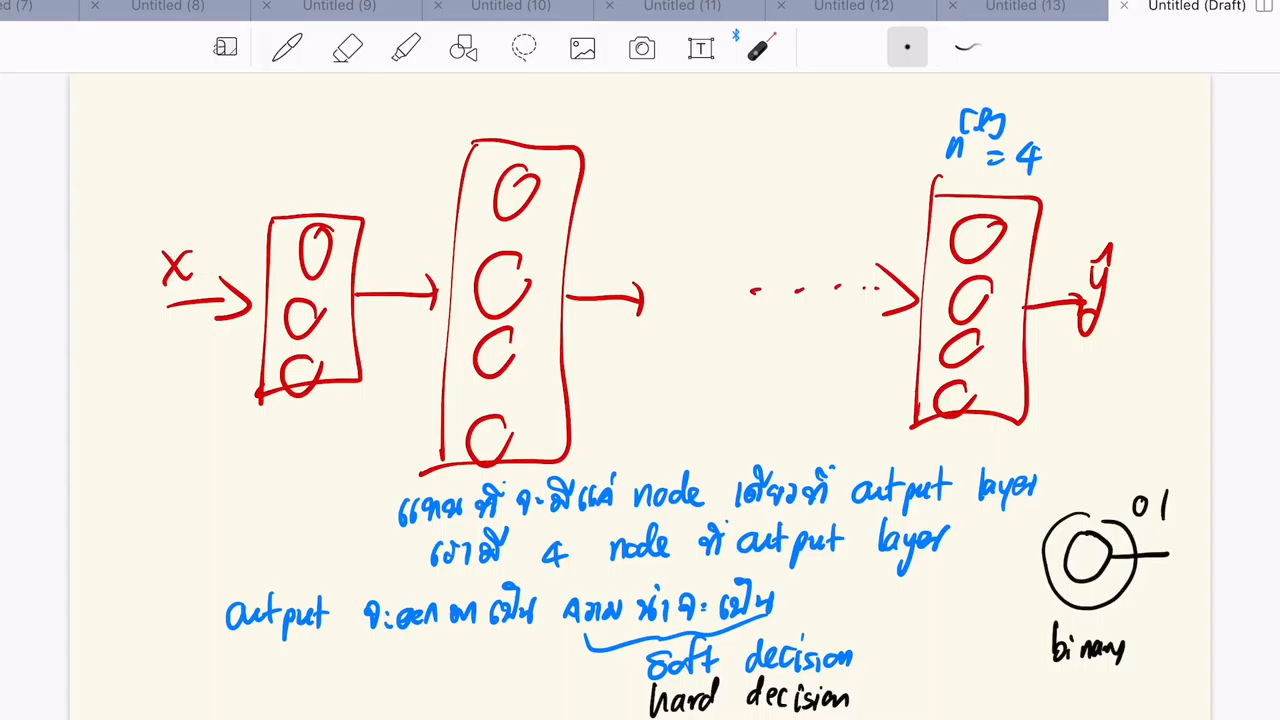 Untitled (8)
Untitled (9)
Untitled (10)
Untitled (11)
Untitled (12)
Untitled (13)
Untitled (Draft)
n[L] = 4
x
ŷ
แทนที่ จะมีแค่ node เดียวที่ output layer
เรามี 4 node ที่ output layer
output จะออกมาเป็น ความน่าจะเป็น
soft decision
hard decision
0 1
binary